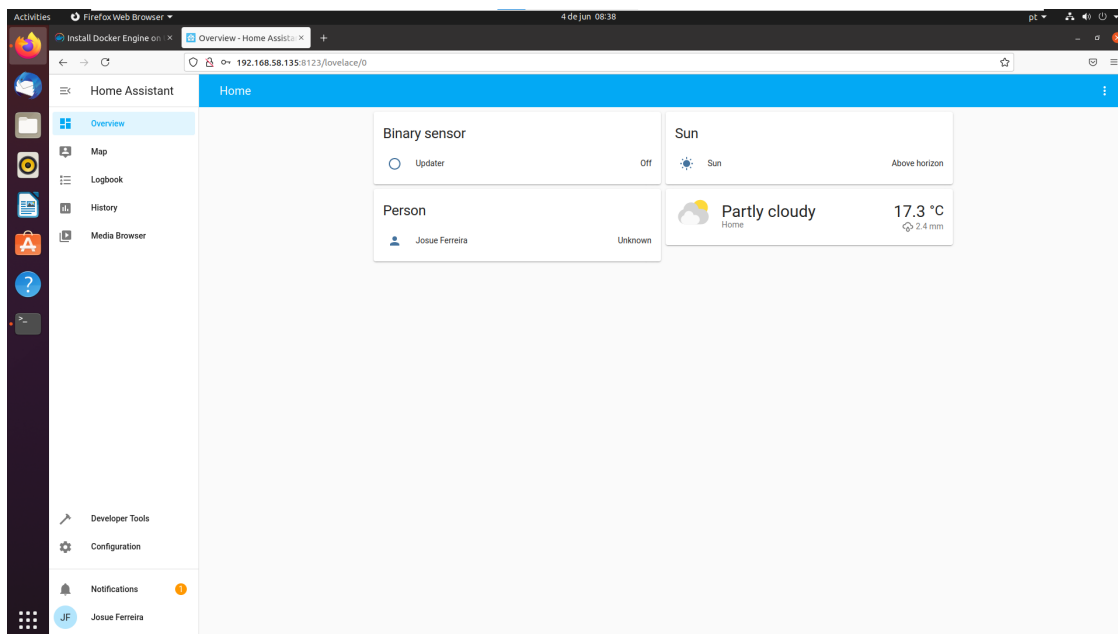 Activities Firefox Web Browser 4 de jun 08:38 pt
Install Docker Engine on Overview - Home Assista
192.168.58.135:8123/lovelace/0
Home Assistant Home
Overview
Map
Logbook
History
Media Browser
Binary sensor
Updater Off
Sun
Sun Above horizon
Person
Josue Ferreira Unknown
Partly cloudy 17.3 °C
Home 2.4 mm
Developer Tools
Configuration
Notifications 1
JF Josue Ferreira